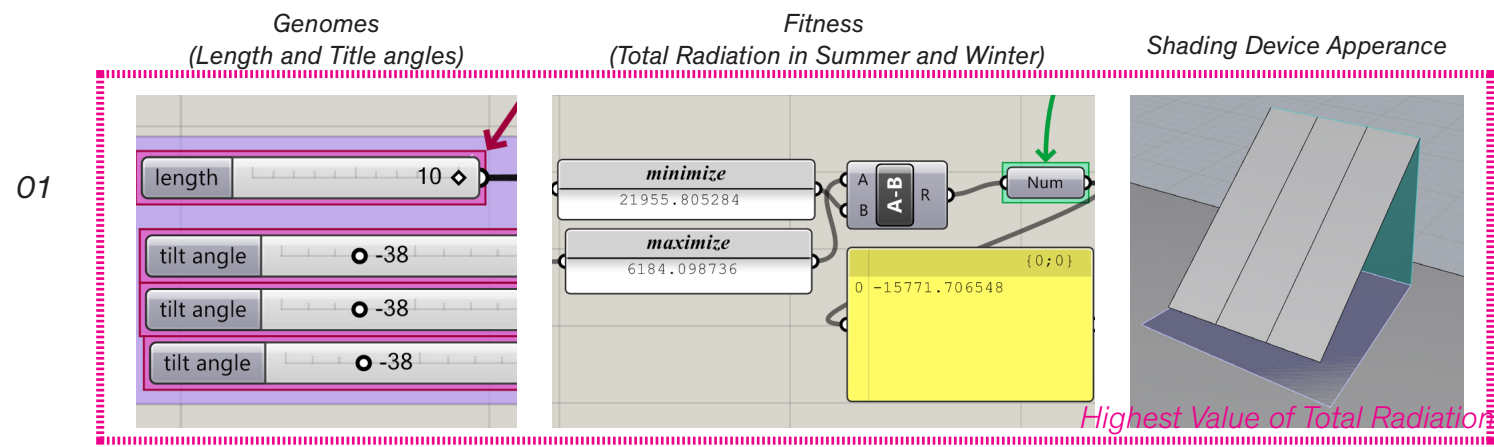 Genomes
(Length and Title angles)
Fitness
(Total Radiation in Summer and Winter)
Shading Device Apperance
01
length
10
tilt angle
-38
tilt angle
-38
tilt angle
-38
minimize
21955.805284
maximize
6184.098736
A
B
A-B
R
Num
{0;0}
0 -15771.706548
Highest Value of Total Radiation